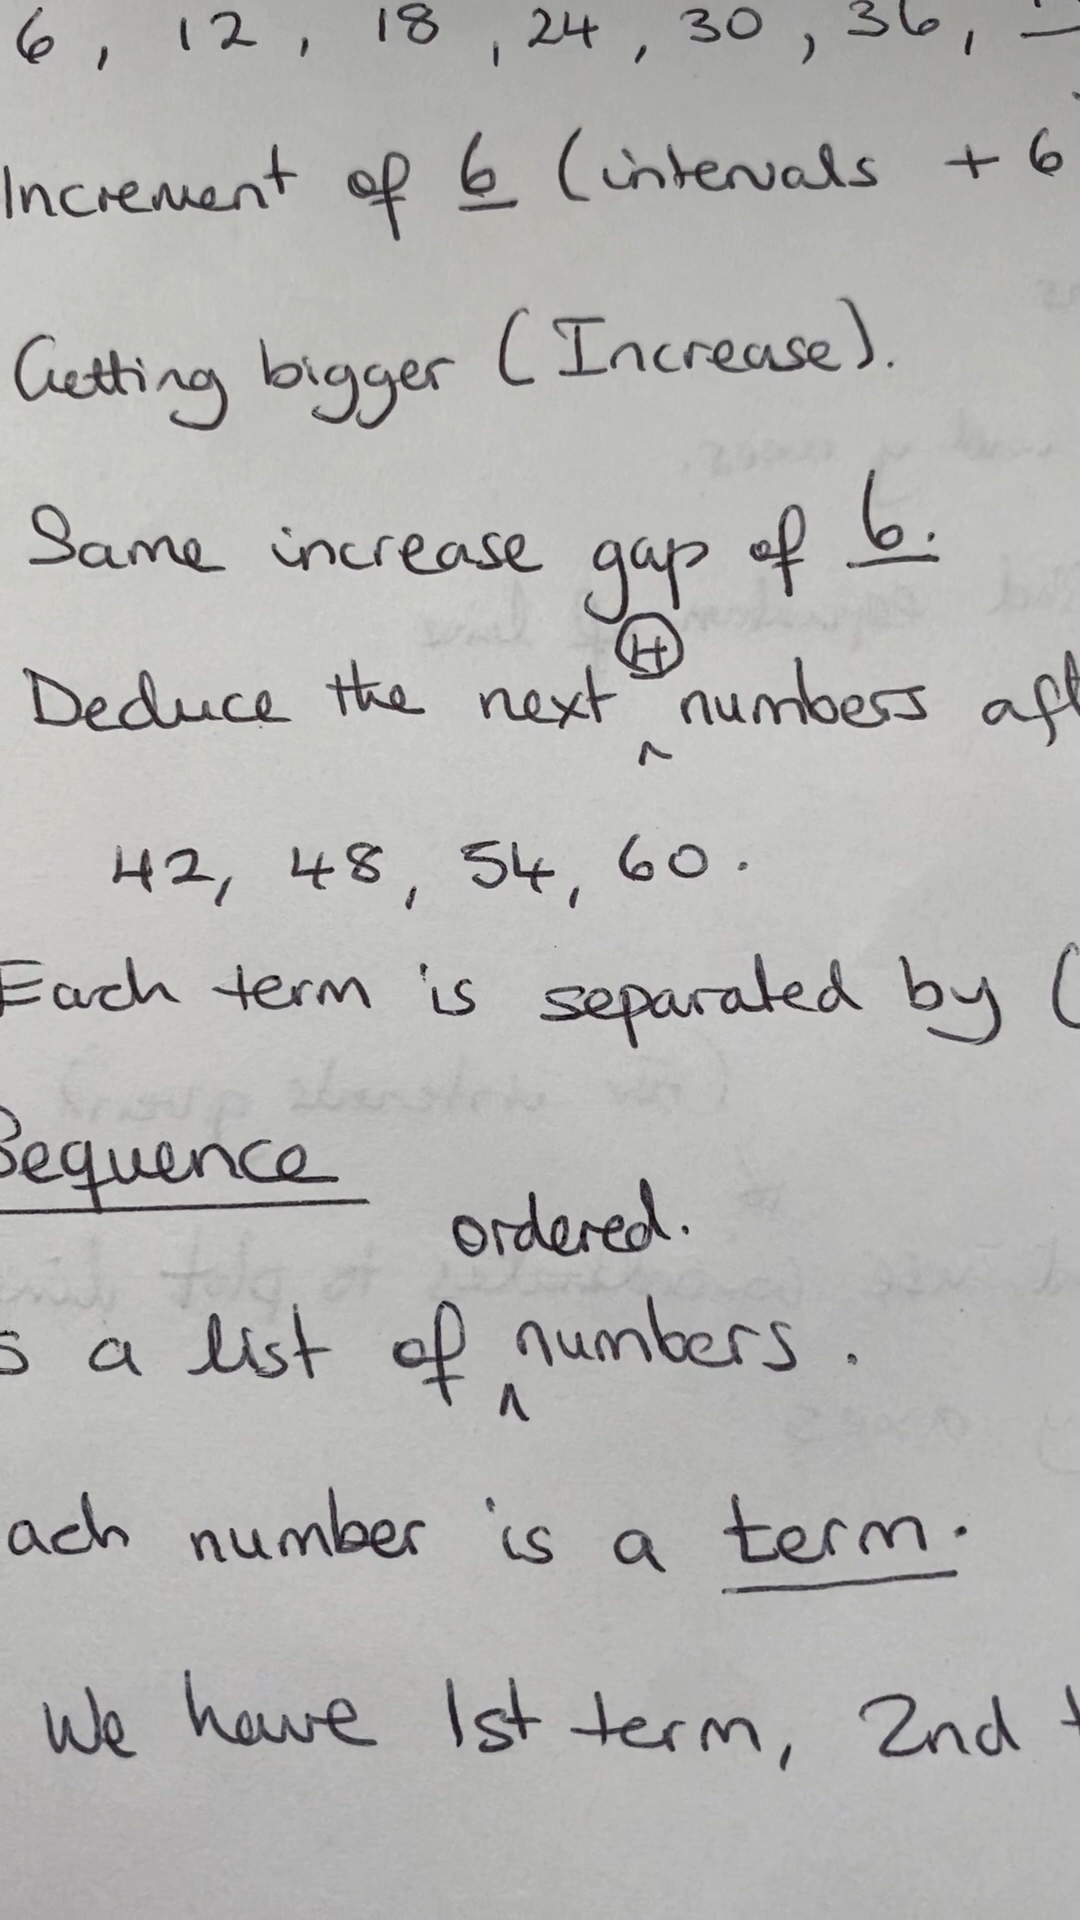 6, 12, 18, 24, 30, 36,
Increment of 6 (intervals + 6
Getting bigger (Increase).
Same increase gap of 6.
Deduce the next 4 numbers aft
42, 48, 54, 60.
Each term is separated by (
Sequence
ordered.
s a list of ^ numbers.
ach number is a term.
We have 1st term, 2nd t